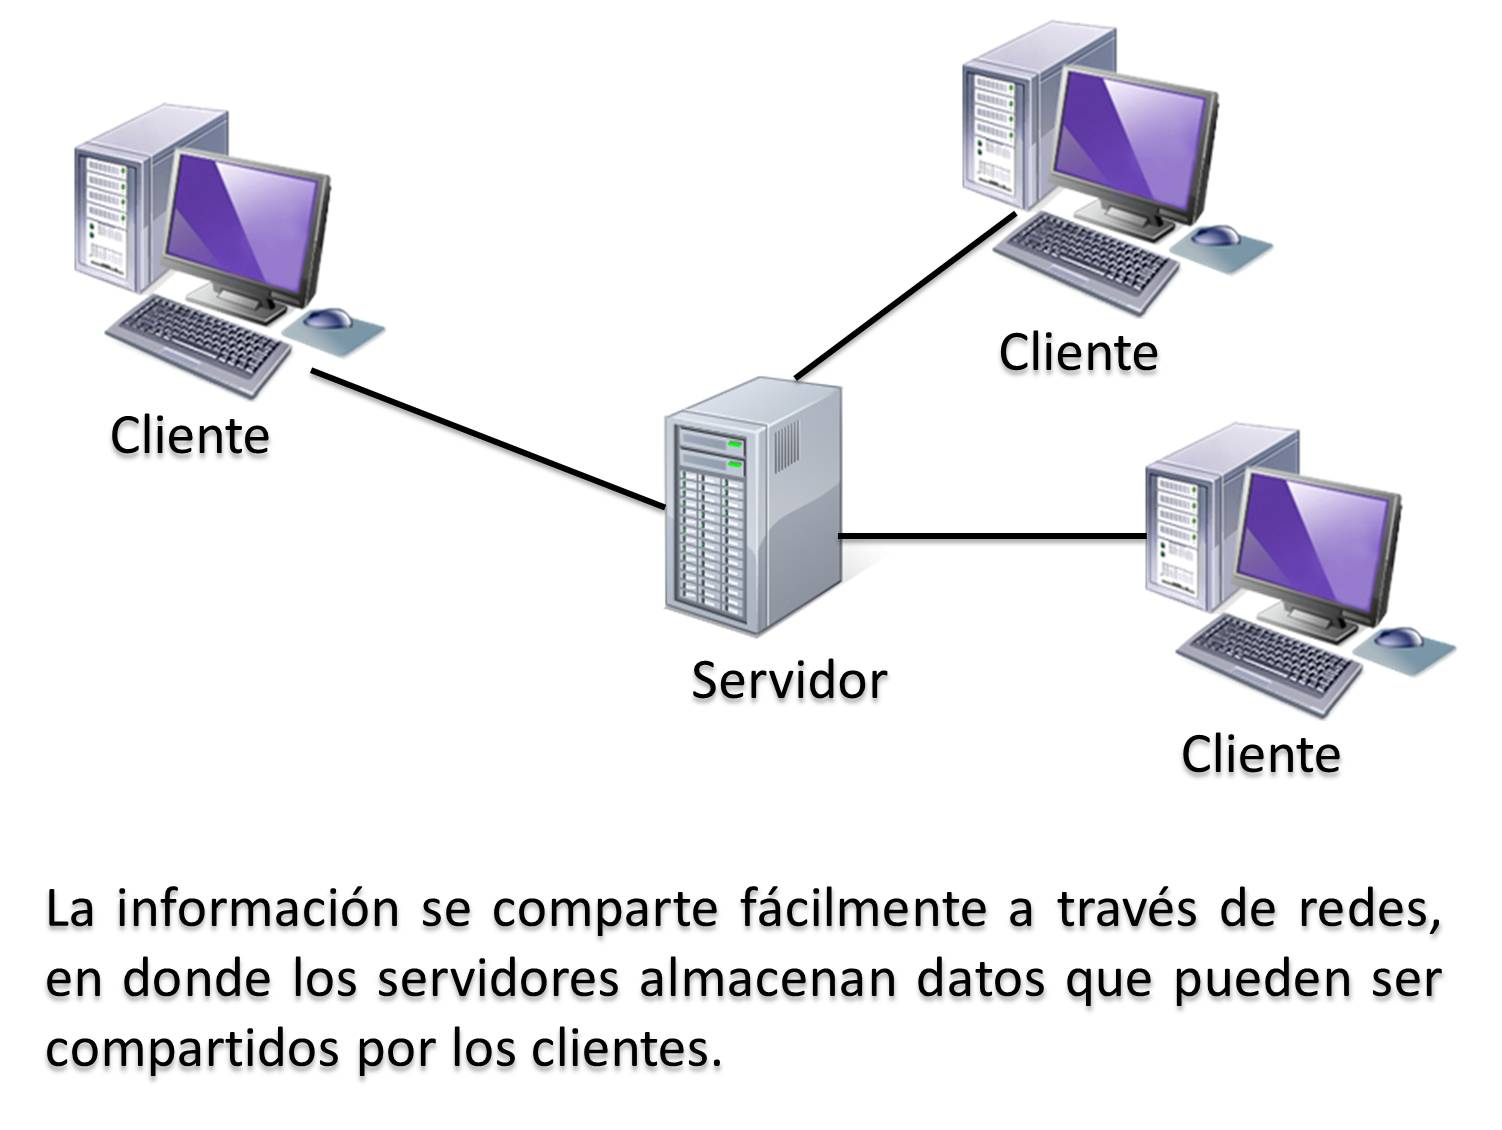 Cliente
Cliente
Servidor
Cliente
La información se comparte fácilmente a través de redes,
en donde los servidores almacenan datos que pueden ser
compartidos por los clientes.